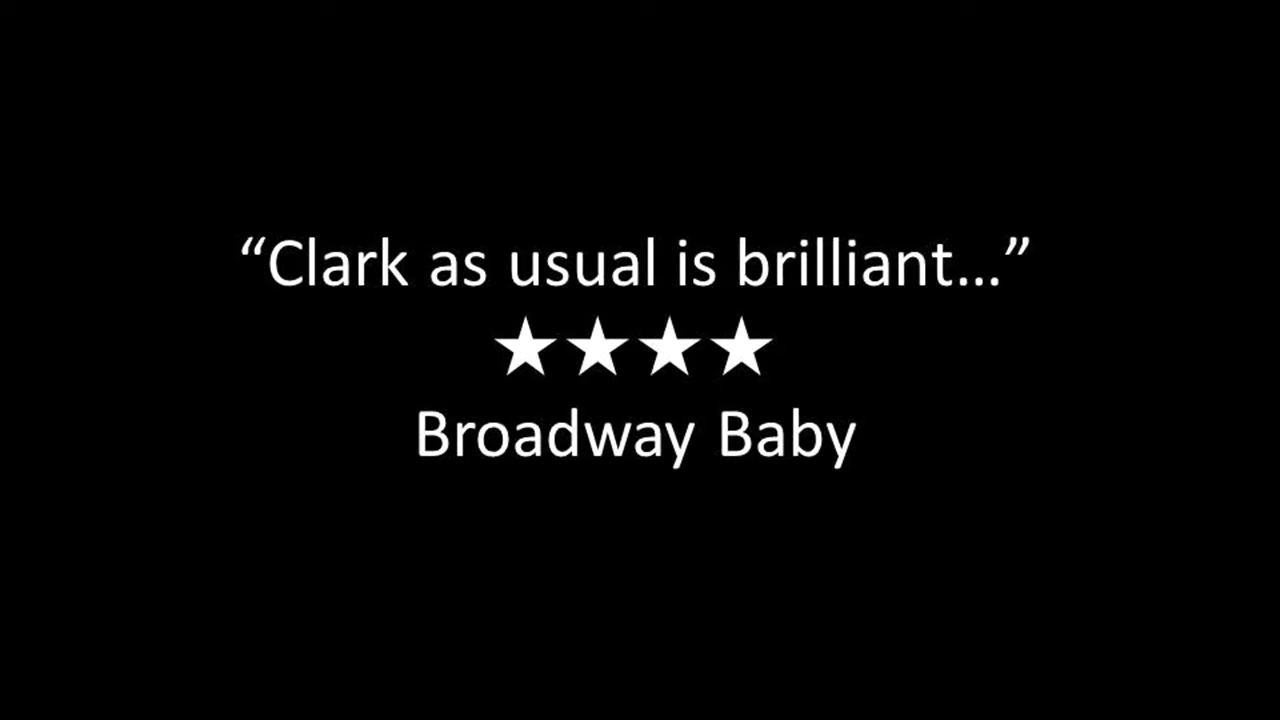 “Clark as usual is brilliant…”
★★★★
Broadway Baby